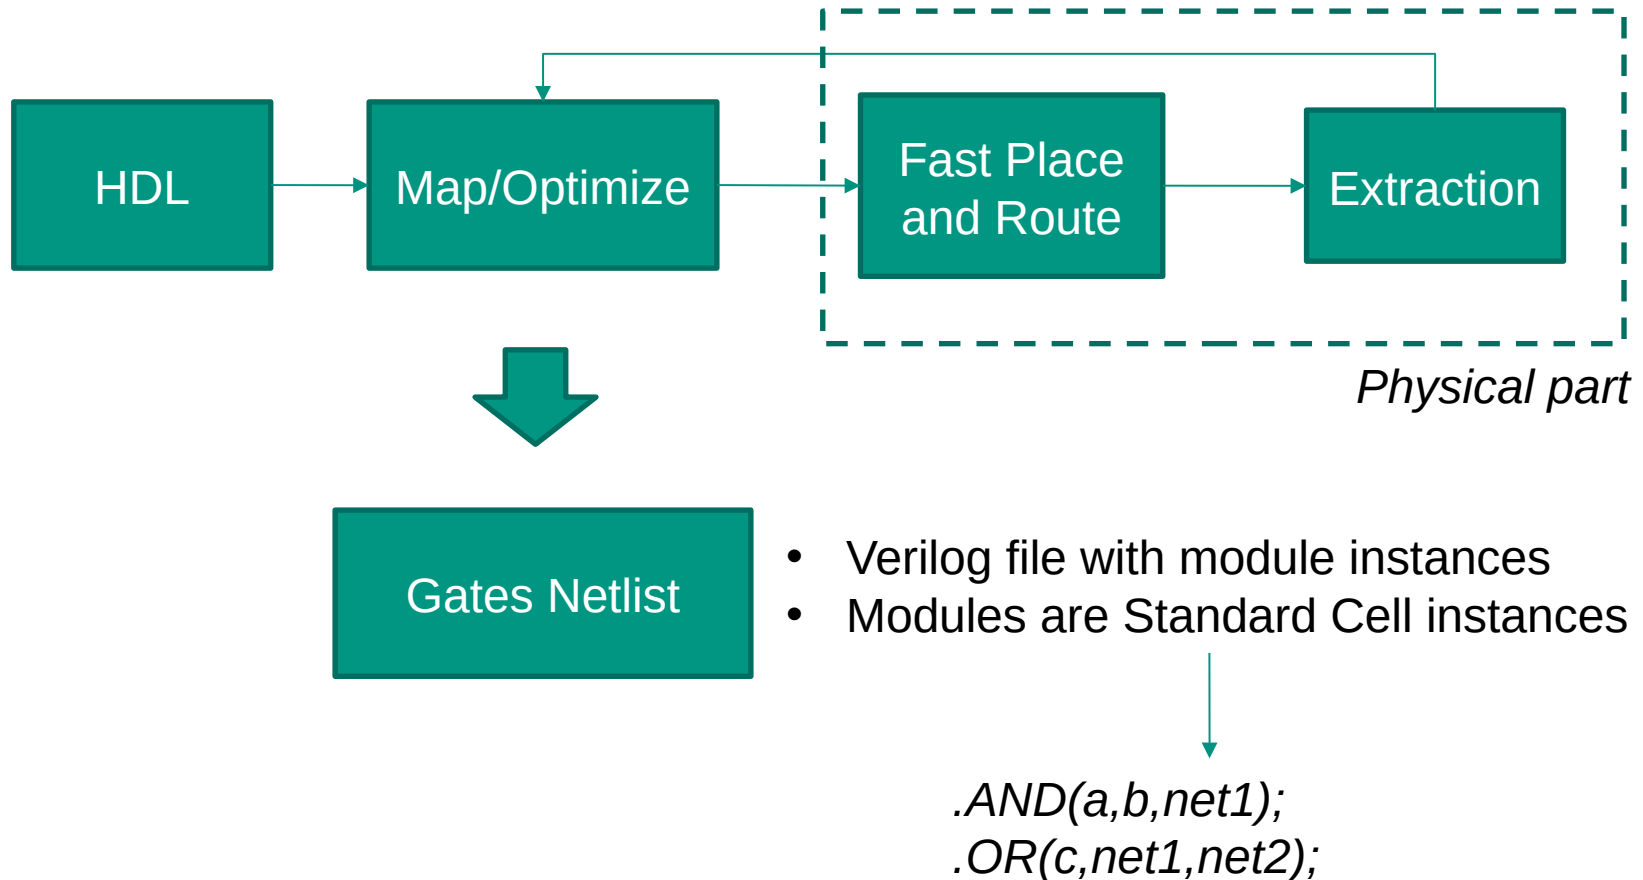 HDL
Map/Optimize
Fast Place
and Route
Extraction
Physical part
Gates Netlist
• Verilog file with module instances
• Modules are Standard Cell instances
.AND(a,b,net1);
.OR(c,net1,net2);